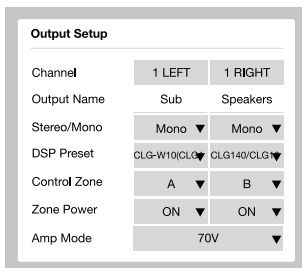 Output Setup
Channel 1 LEFT 1 RIGHT
Output Name Sub Speakers
Stereo/Mono Mono ▼ Mono ▼
DSP Preset CLG-W10(CLG ▼ CLG140/CLG1 ▼
Control Zone A ▼ B ▼
Zone Power ON ▼ ON ▼
Amp Mode 70V ▼